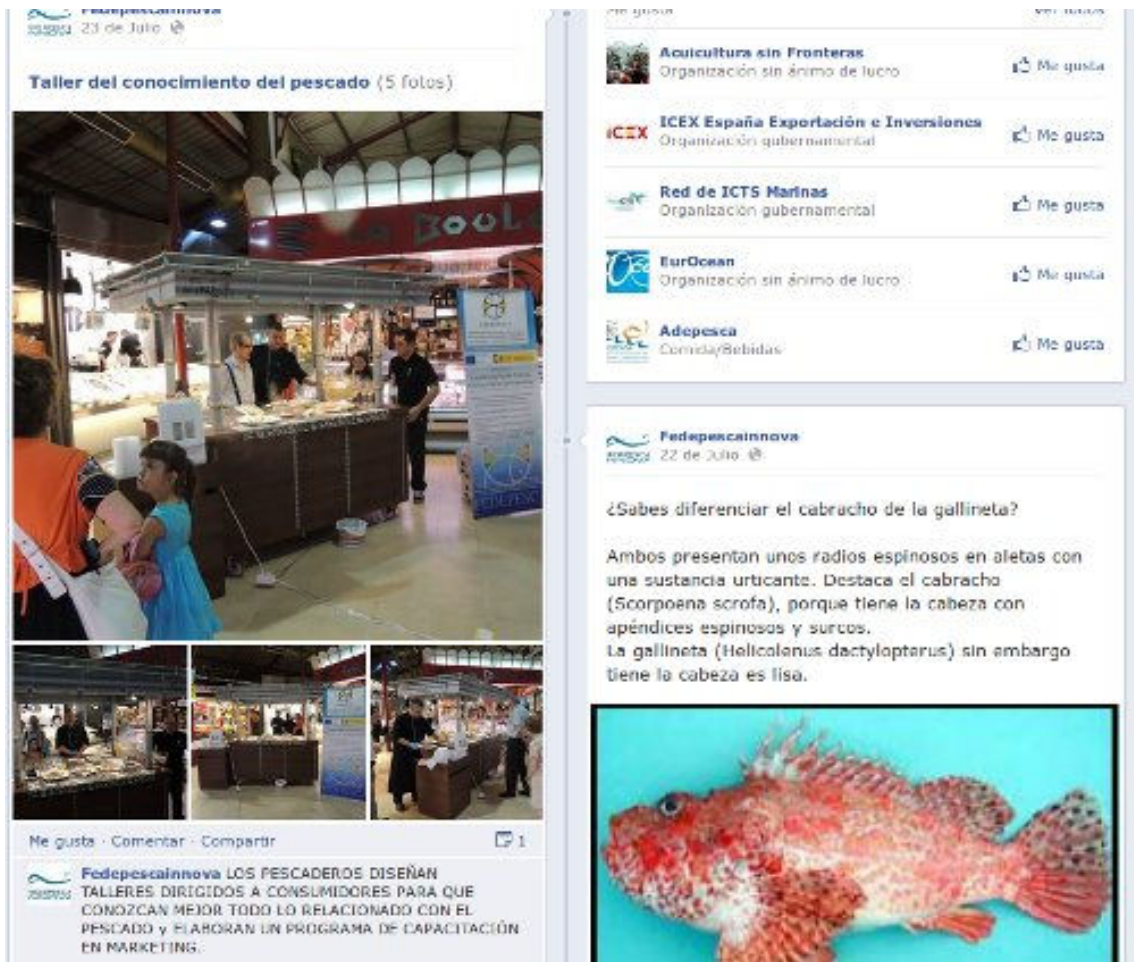 Fedepescainnova
23 de Julio
Taller del conocimiento del pescado (5 fotos)
Me gusta · Comentar · Compartir
1
Fedepescainnova LOS PESCADEROS DISEÑAN
TALLERES DIRIGIDOS A CONSUMIDORES PARA QUE
CONOZCAN MEJOR TODO LO RELACIONADO CON EL
PESCADO y ELABORAN UN PROGRAMA DE CAPACITACIÓN
EN MARKETING.
Me gusta
Ver todos
Acuicultura sin Fronteras
Organización sin ánimo de lucro
Me gusta
ICEX
ICEX España Exportación e Inversiones
Organización gubernamental
Me gusta
Red de ICTS Marinas
Organización gubernamental
Me gusta
EurOcean
Organización sin ánimo de lucro
Me gusta
Adepesca
Comida/Bebidas
Me gusta
Fedepescainnova
22 de Julio
¿Sabes diferenciar el cabracho de la gallineta?
Ambos presentan unos radios espinosos en aletas con
una sustancia urticante. Destaca el cabracho
(Scorpoena scrofa), porque tiene la cabeza con
apéndices espinosos y surcos.
La gallineta (Helicolenus dactylopterus) sin embargo
tiene la cabeza es lisa.